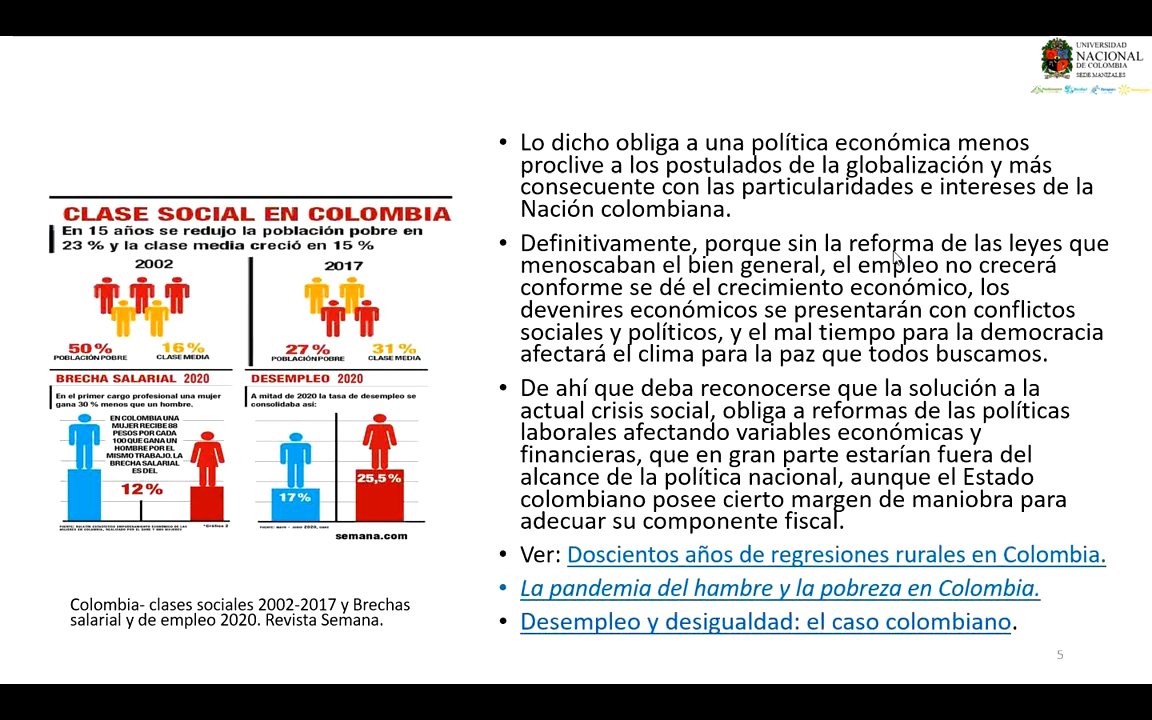 UNIVERSIDAD
NACIONAL
DE COLOMBIA
SEDE MANIZALES
CLASE SOCIAL EN COLOMBIA
En 15 años se redujo la población pobre en
23 % y la clase media creció en 15 %
2002
50 %
POBLACIÓN POBRE
16 %
CLASE MEDIA
2017
27 %
POBLACIÓN POBRE
31 %
CLASE MEDIA
BRECHA SALARIAL 2020
En el primer cargo profesional una mujer
gana 30 % menos que un hombre.
EN COLOMBIA UNA
MUJER RECIBE 88
PESOS POR CADA
100 QUE GANA UN
HOMBRE POR EL
MISMO TRABAJO. LA
BRECHA SALARIAL
ES DEL
12 %
*Gráfica 2
DESEMPLEO 2020
A mitad de 2020 la tasa de desempleo se
consolidaba así:
17 %
25,5 %
semana.com
Colombia- clases sociales 2002-2017 y Brechas
salarial y de empleo 2020. Revista Semana.
• Lo dicho obliga a una política económica menos
proclive a los postulados de la globalización y más
consecuente con las particularidades e intereses de la
Nación colombiana.
• Definitivamente, porque sin la reforma de las leyes que
menoscaban el bien general, el empleo no crecerá
conforme se dé el crecimiento económico, los
devenires económicos se presentarán con conflictos
sociales y políticos, y el mal tiempo para la democracia
afectará el clima para la paz que todos buscamos.
• De ahí que deba reconocerse que la solución a la
actual crisis social, obliga a reformas de las políticas
laborales afectando variables económicas y
financieras, que en gran parte estarían fuera del
alcance de la política nacional, aunque el Estado
colombiano posee cierto margen de maniobra para
adecuar su componente fiscal.
• Ver: Doscientos años de regresiones rurales en Colombia.
• La pandemia del hambre y la pobreza en Colombia.
• Desempleo y desigualdad: el caso colombiano.
5